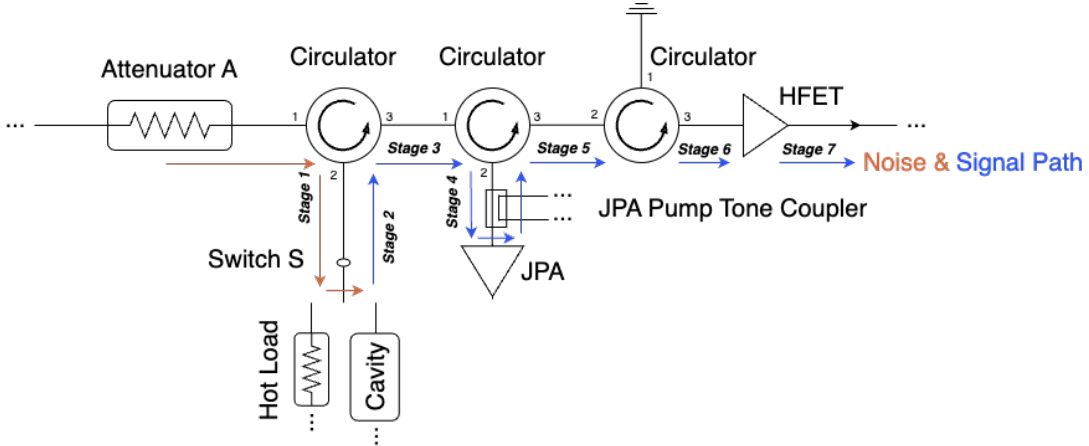 Attenuator A
Circulator
Circulator
Circulator
HFET
...
1
3
1
3
2
1
3
...
2
2
Stage 1
Stage 2
Stage 3
Stage 4
Stage 5
Stage 6
Stage 7
Noise & Signal Path
...
...
JPA Pump Tone Coupler
Switch S
JPA
Hot Load
Cavity
...
...